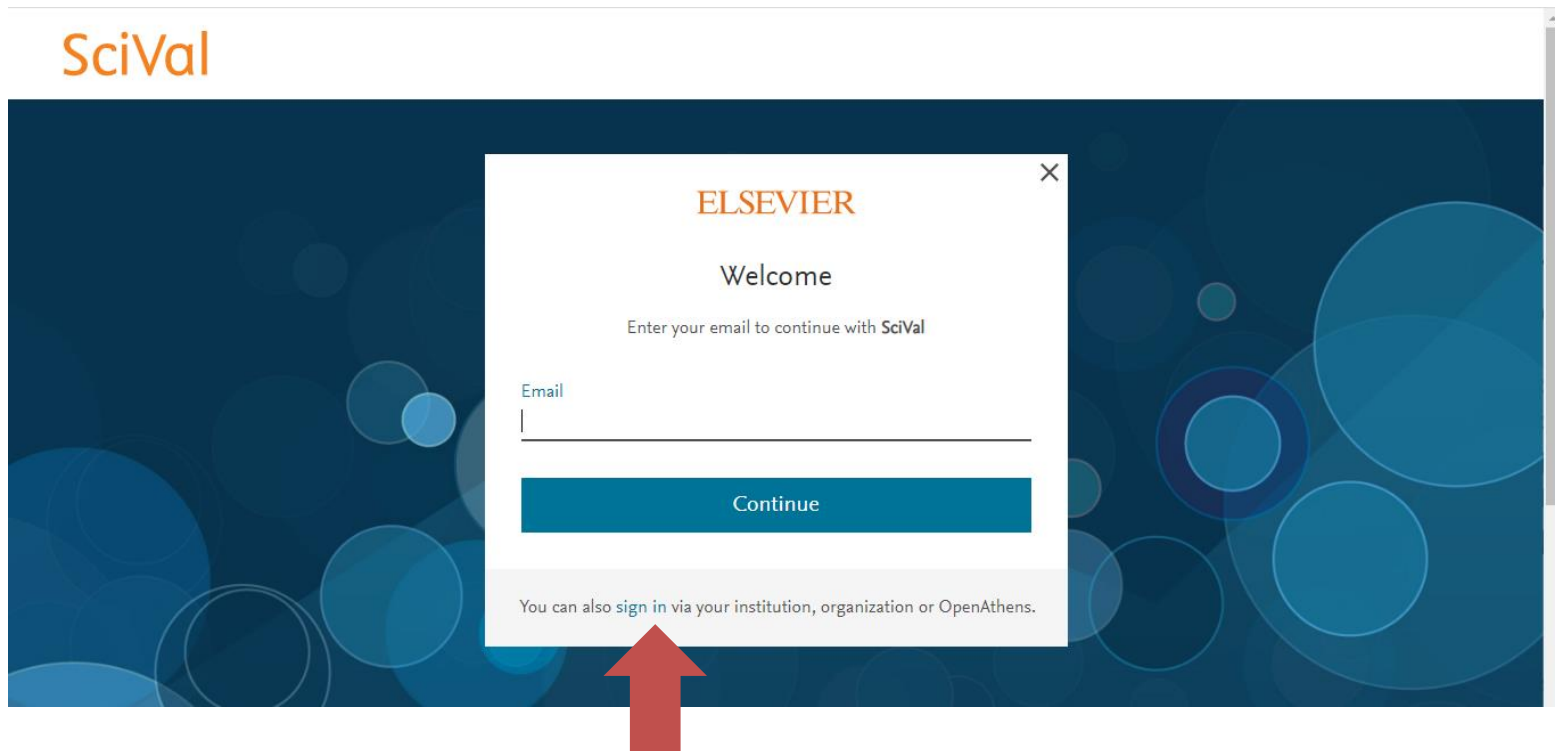 SciVal
ELSEVIER
Welcome
Enter your email to continue with SciVal
Email
Continue
You can also sign in via your institution, organization or OpenAthens.